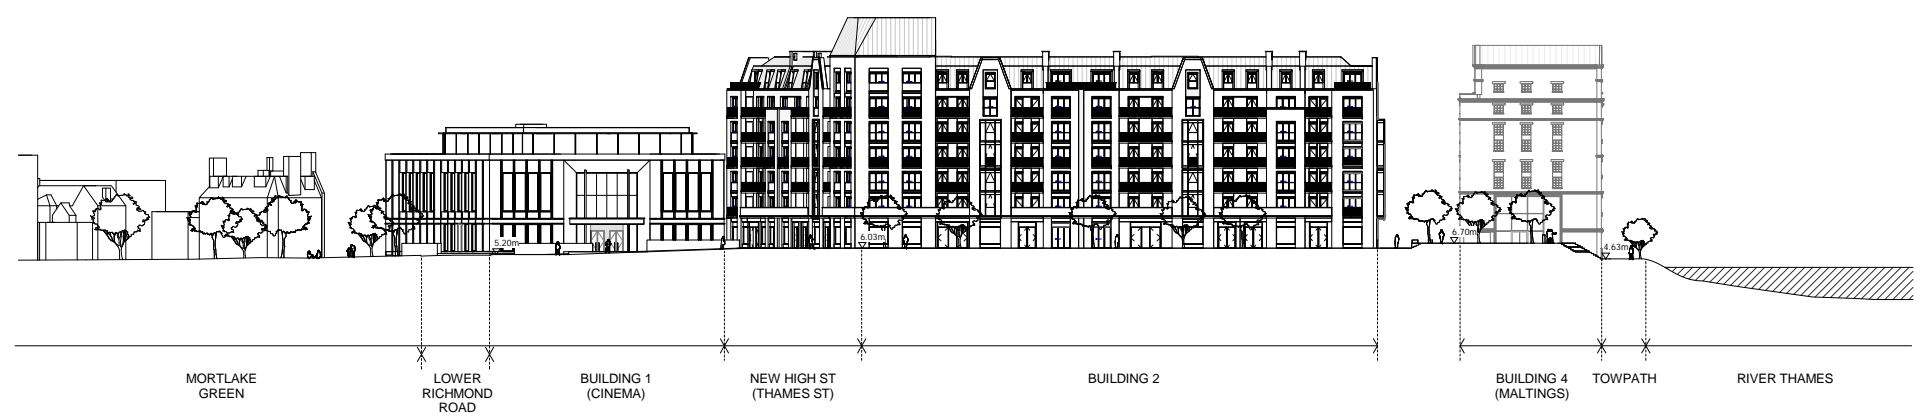 5.20m
6.03m
6.70m
4.63m
MORTLAKE
GREEN
LOWER
RICHMOND
ROAD
BUILDING 1
(CINEMA)
NEW HIGH ST
(THAMES ST)
BUILDING 2
BUILDING 4
(MALTINGS)
TOWPATH
RIVER THAMES